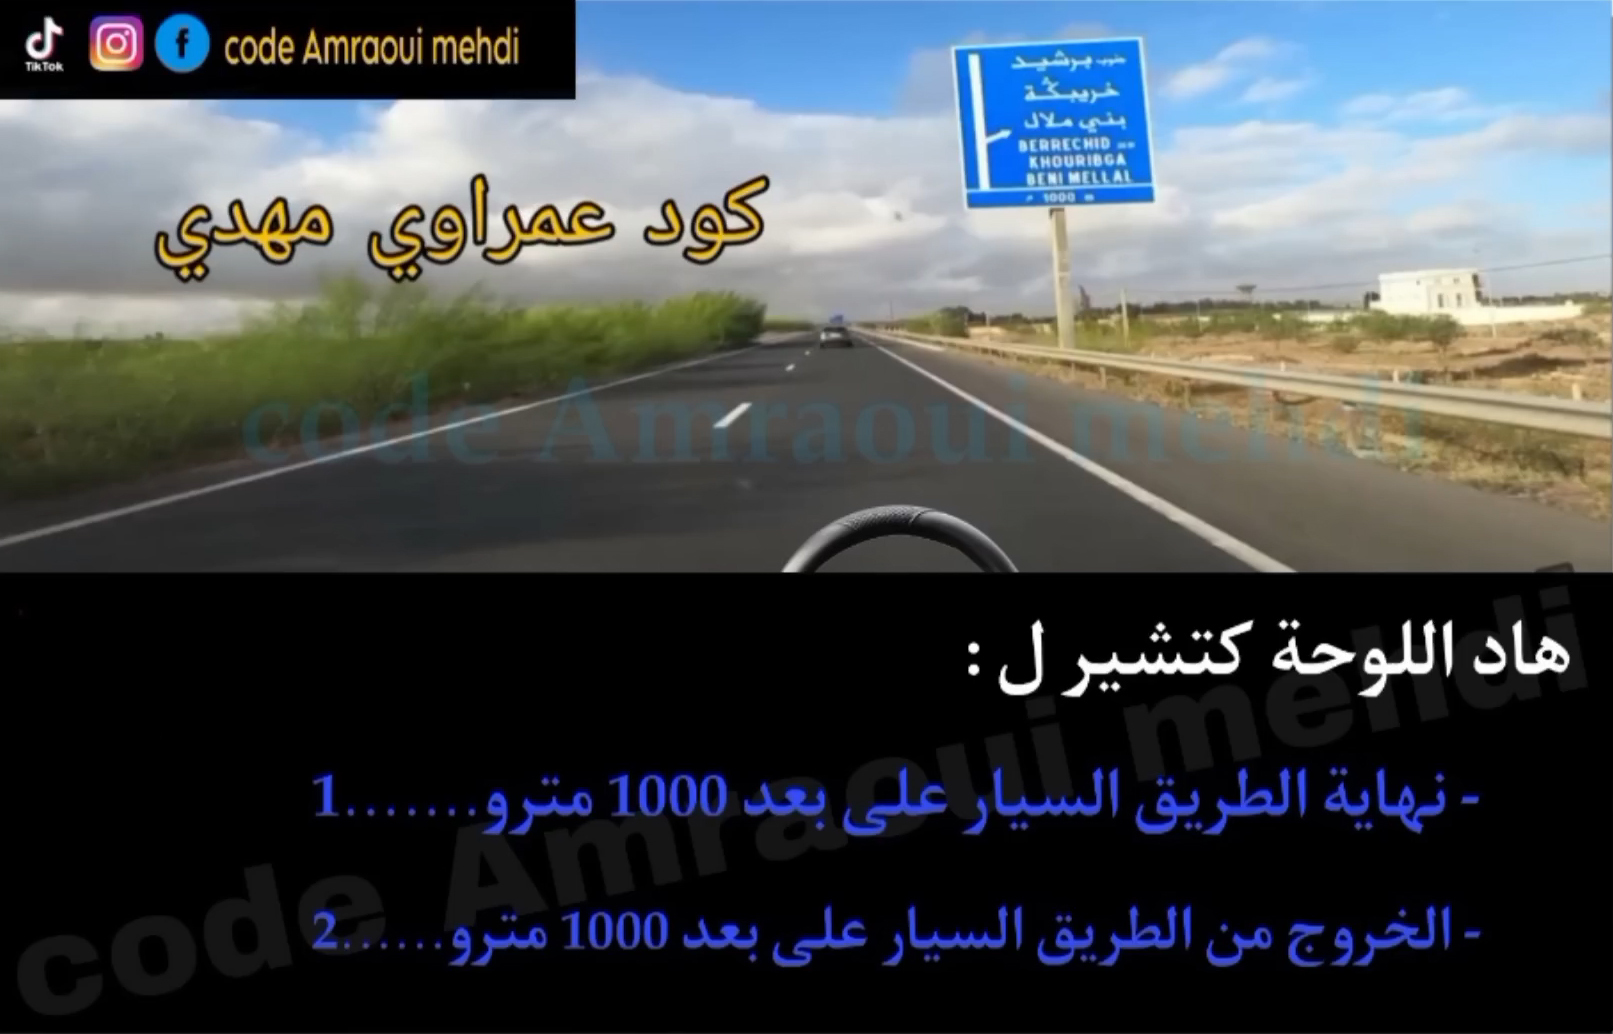 TikTok
code Amraoui mehdi
جنوب برشيد
خريبكة
بني ملال
BERRECHID
KHOURIBGA
BENI MELLAL
م 1000 m
كود عمراوي مهدي
code Amraoui mehdi
هاد اللوحة كتشير ل :
- نهاية الطريق السيار على بعد 1000 مترو.......1
- الخروج من الطريق السيار على بعد 1000 مترو......2
code Amraoui mehdi